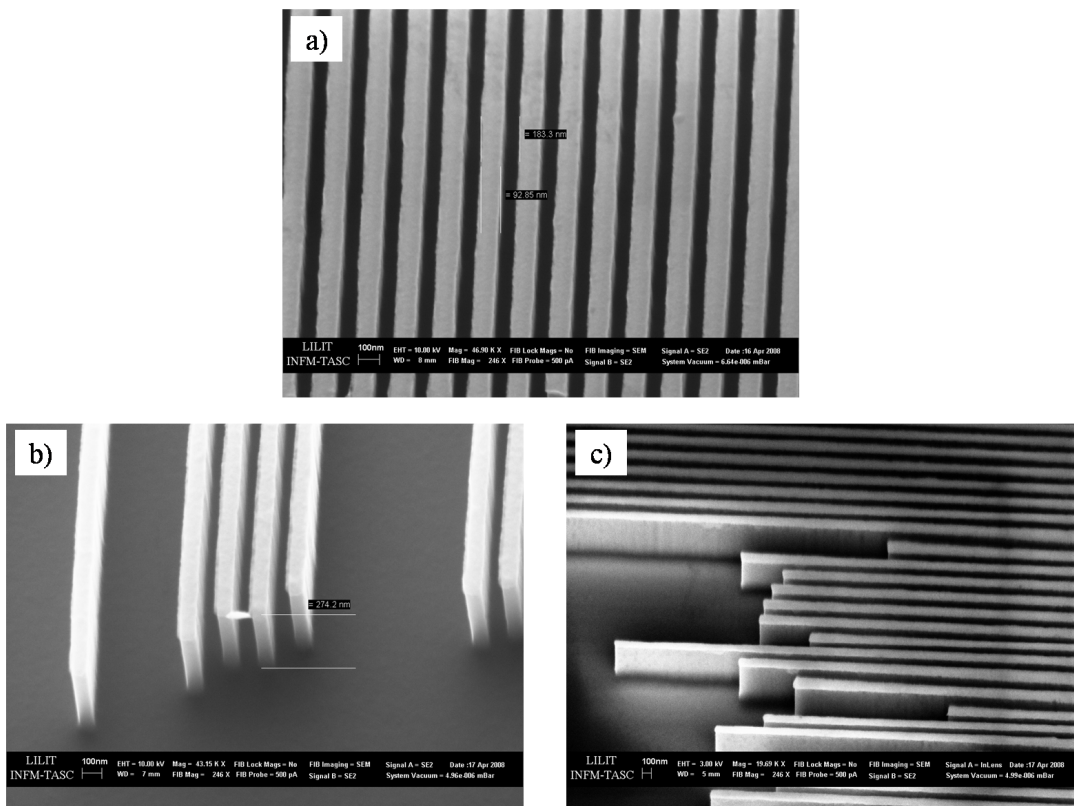 a)
= 183.3 nm
= 92.85 nm
LILIT
INFM-TASC
100nm
EHT = 10.00 kV Mag = 46.90 K X FIB Lock Mags = No FIB Imaging = SEM Signal A = SE2 Date :16 Apr 2008
WD = 8 mm FIB Mag = 246 X FIB Probe = 500 pA Signal B = SE2 System Vacuum = 6.64e-006 mBar
b)
= 274.2 nm
LILIT
INFM-TASC
100nm
EHT = 10.00 kV Mag = 43.15 K X FIB Lock Mags = No FIB Imaging = SEM Signal A = SE2 Date :17 Apr 2008
WD = 7 mm FIB Mag = 246 X FIB Probe = 500 pA Signal B = SE2 System Vacuum = 4.96e-006 mBar
c)
LILIT
INFM-TASC
100nm
EHT = 3.00 kV Mag = 19.69 K X FIB Lock Mags = No FIB Imaging = SEM Signal A = InLens Date :17 Apr 2008
WD = 5 mm FIB Mag = 246 X FIB Probe = 500 pA Signal B = SE2 System Vacuum = 4.99e-006 mBar